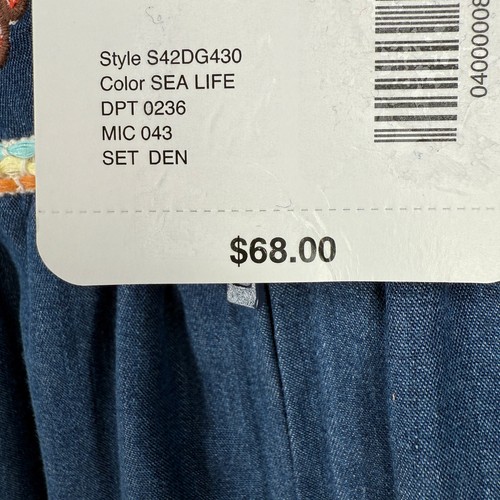 Style S42DG430
Color SEA LIFE
DPT 0236
MIC 043
SET DEN
$68.00